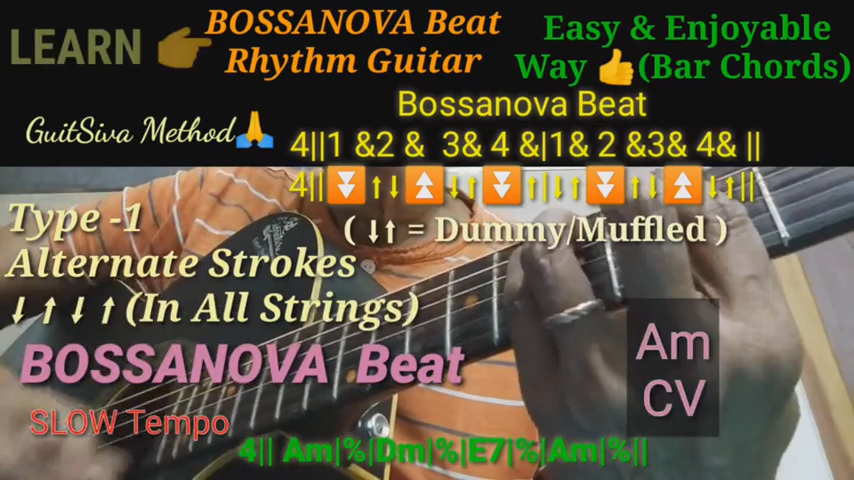 LEARN 👉
BOSSANOVA Beat
Rhythm Guitar
Easy & Enjoyable
Way 👍(Bar Chords)
GuitSiva Method🙏
Bossanova Beat
4||1 &2 & 3& 4 &|1& 2 &3& 4& ||
4||⏬↑↓⏫↓↑⏬↑|↓↑⏬↑↓⏫↓↑||
( ↓↑ = Dummy/Muffled )
Type -1
Alternate Strokes
↓ ↑ ↓ ↑ (In All Strings)
BOSSANOVA Beat
SLOW Tempo
Am
CV
4|| Am|%|Dm|%|E7|%|Am|%||